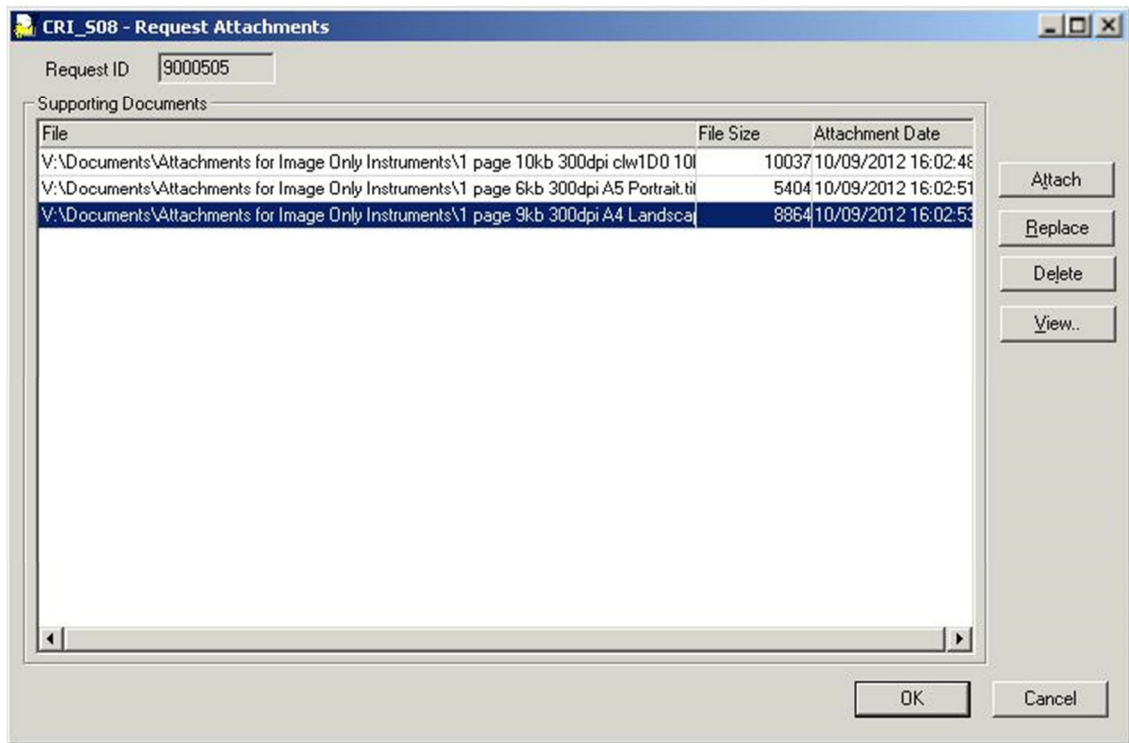 CRI_S08 - Request Attachments
Request ID 9000505
Supporting Documents
File File Size Attachment Date
V:\Documents\Attachments for Image Only Instruments\1 page 10kb 300dpi clw1D0 10 10037 10/09/2012 16:02:48
V:\Documents\Attachments for Image Only Instruments\1 page 6kb 300dpi A5 Portrait.tif 5404 10/09/2012 16:02:51
V:\Documents\Attachments for Image Only Instruments\1 page 9kb 300dpi A4 Landsca 8864 10/09/2012 16:02:53
Attach
Replace
Delete
View..
OK Cancel